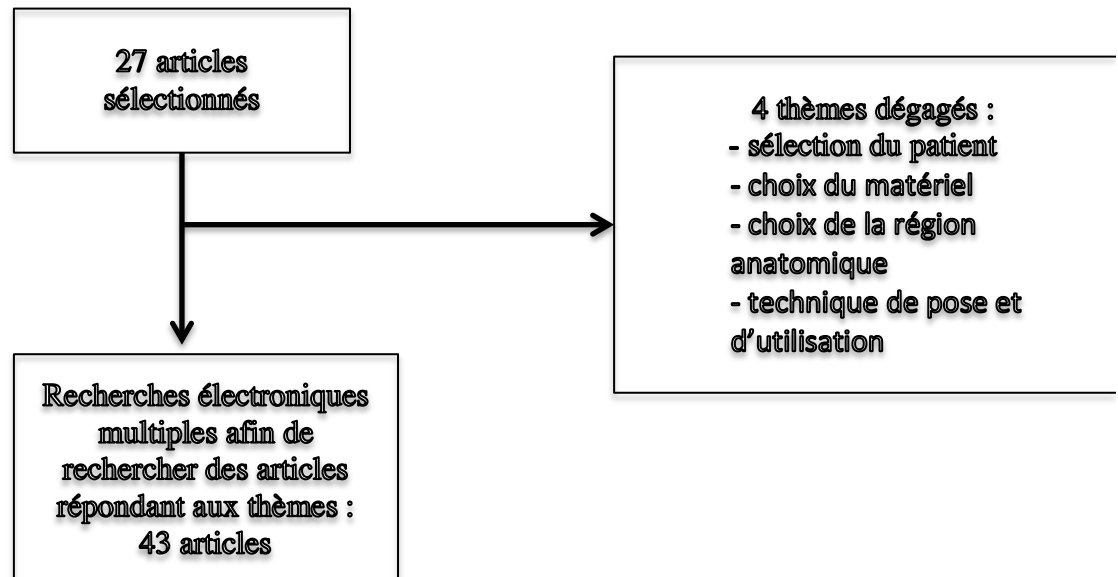 27 articles
sélectionnés
4 thèmes dégagés :
- sélection du patient
- choix du matériel
- choix de la région
anatomique
- technique de pose et
d’utilisation
Recherches électroniques
multiples afin de
rechercher des articles
répondant aux thèmes :
43 articles